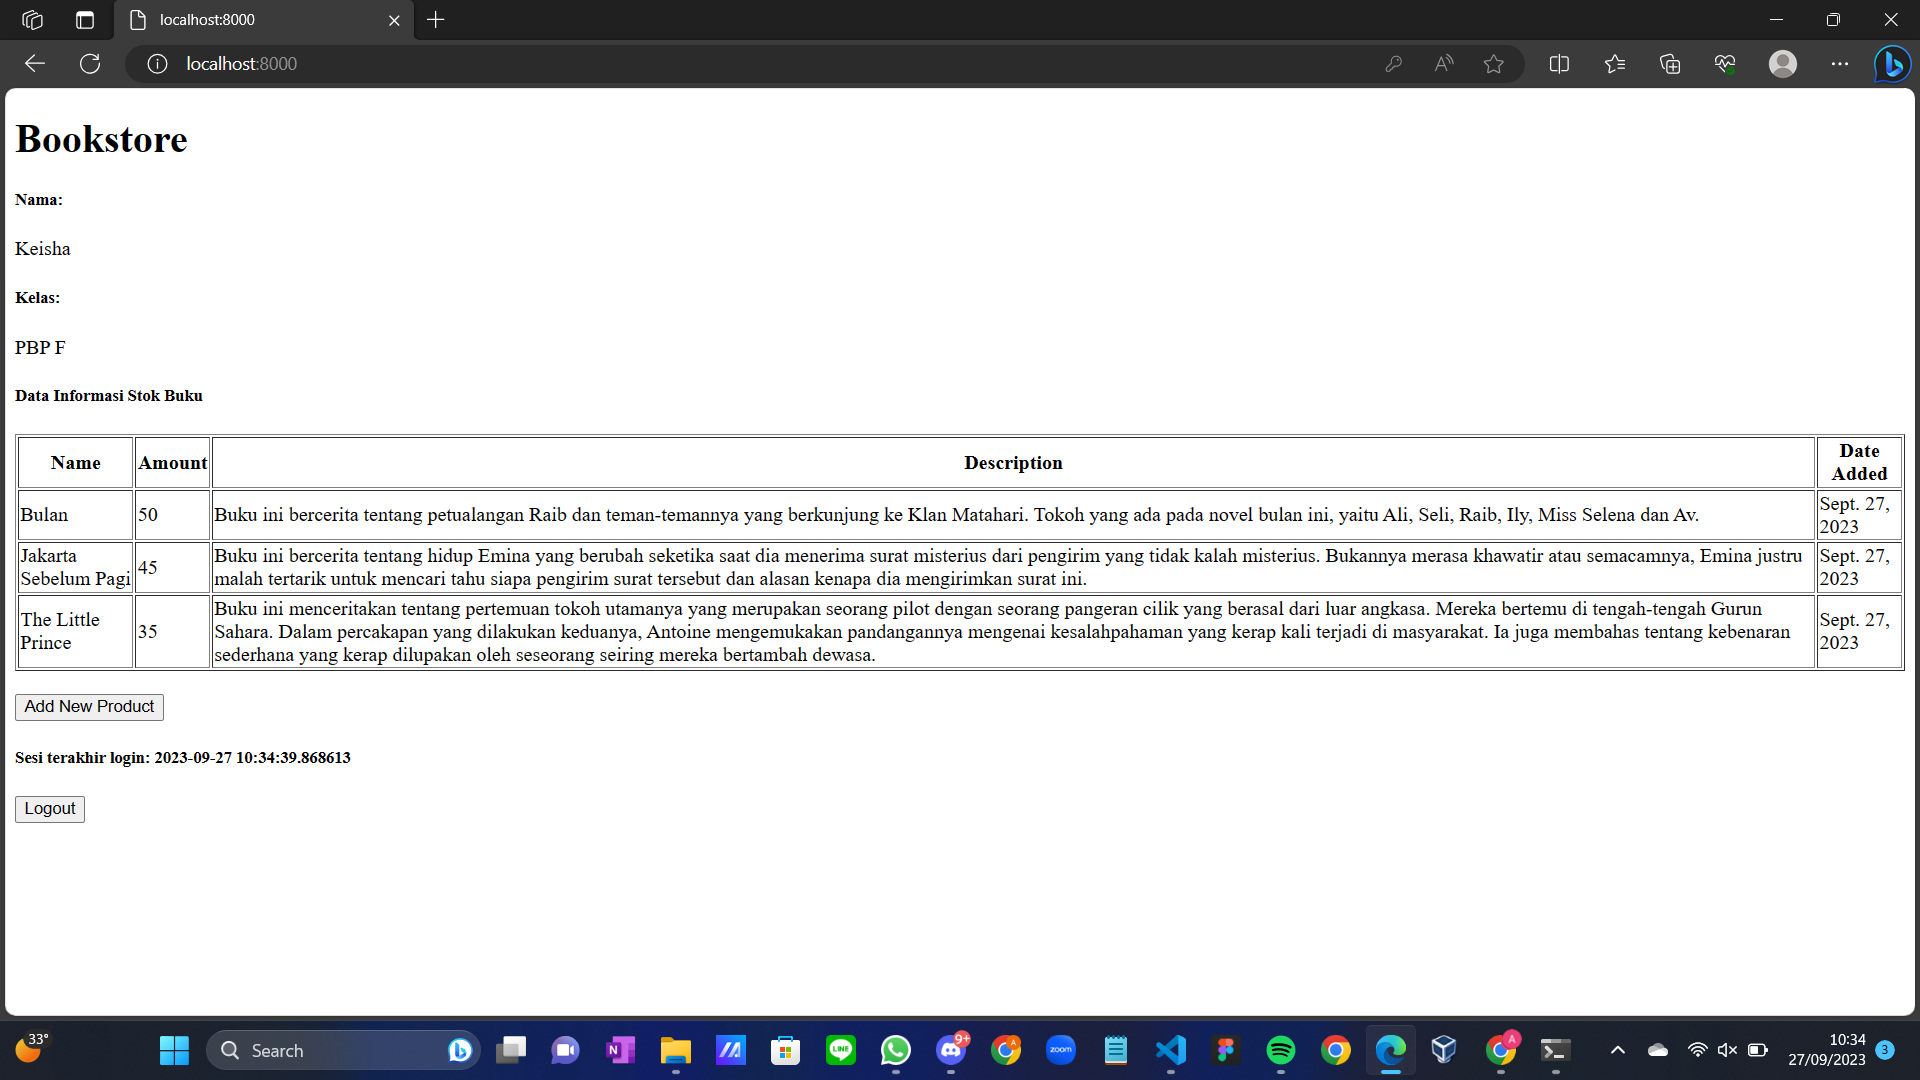 localhost:8000
localhost:8000
Bookstore
Nama:
Keisha
Kelas:
PBP F
Data Informasi Stok Buku
Name Amount Description Date Added
Bulan 50 Buku ini bercerita tentang petualangan Raib dan teman-temannya yang berkunjung ke Klan Matahari. Tokoh yang ada pada novel bulan ini, yaitu Ali, Seli, Raib, Ily, Miss Selena dan Av. Sept. 27, 2023
Jakarta Sebelum Pagi 45 Buku ini bercerita tentang hidup Emina yang berubah seketika saat dia menerima surat misterius dari pengirim yang tidak kalah misterius. Bukannya merasa khawatir atau semacamnya, Emina justru
malah tertarik untuk mencari tahu siapa pengirim surat tersebut dan alasan kenapa dia mengirimkan surat ini. Sept. 27, 2023
The Little Prince 35 Buku ini menceritakan tentang pertemuan tokoh utamanya yang merupakan seorang pilot dengan seorang pangeran cilik yang berasal dari luar angkasa. Mereka bertemu di tengah-tengah Gurun
Sahara. Dalam percakapan yang dilakukan keduanya, Antoine mengemukakan pandangannya mengenai kesalahpahaman yang kerap kali terjadi di masyarakat. Ia juga membahas tentang kebenaran
sederhana yang kerap dilupakan oleh seseorang seiring mereka bertambah dewasa. Sept. 27, 2023
Add New Product
Sesi terakhir login: 2023-09-27 10:34:39.868613
Logout
33°
Search
N
LINE
9+
A
zoom
A
10:34
27/09/2023
3